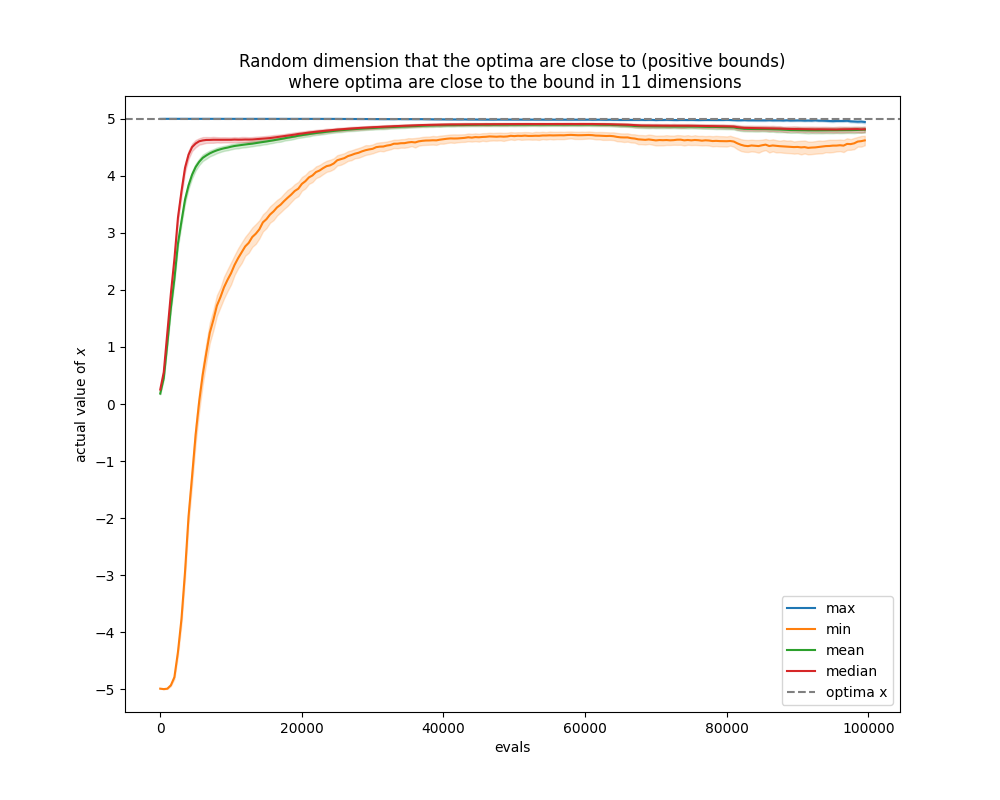 Random dimension that the optima are close to (positive bounds)
where optima are close to the bound in 11 dimensions
5
4
3
2
1
0
−1
−2
−3
−4
−5
actual value of x
0
20000
40000
60000
80000
100000
evals
max
min
mean
median
optima x